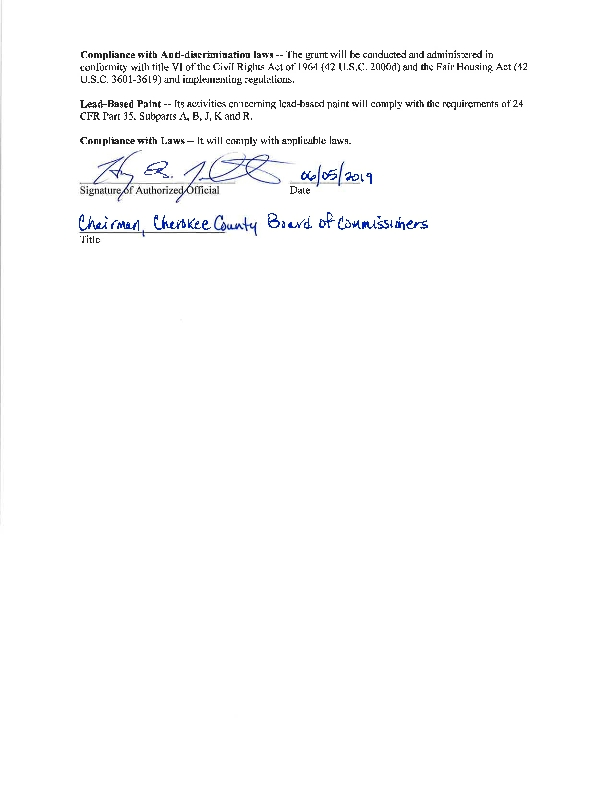 Compliance with Anti-discrimination laws -- The grant will be conducted and administered in
conformity with title VI of the Civil Rights Act of 1964 (42 U.S.C. 2000d) and the Fair Housing Act (42
U.S.C. 3601-3619) and implementing regulations.
Lead-Based Paint -- Its activities concerning lead-based paint will comply with the requirements of 24
CFR Part 35, Subparts A, B, J, K and R.
Compliance with Laws -- It will comply with applicable laws.
06/05/2019
Signature of Authorized Official Date
Chairman, Cherokee County Board of Commissioners
Title